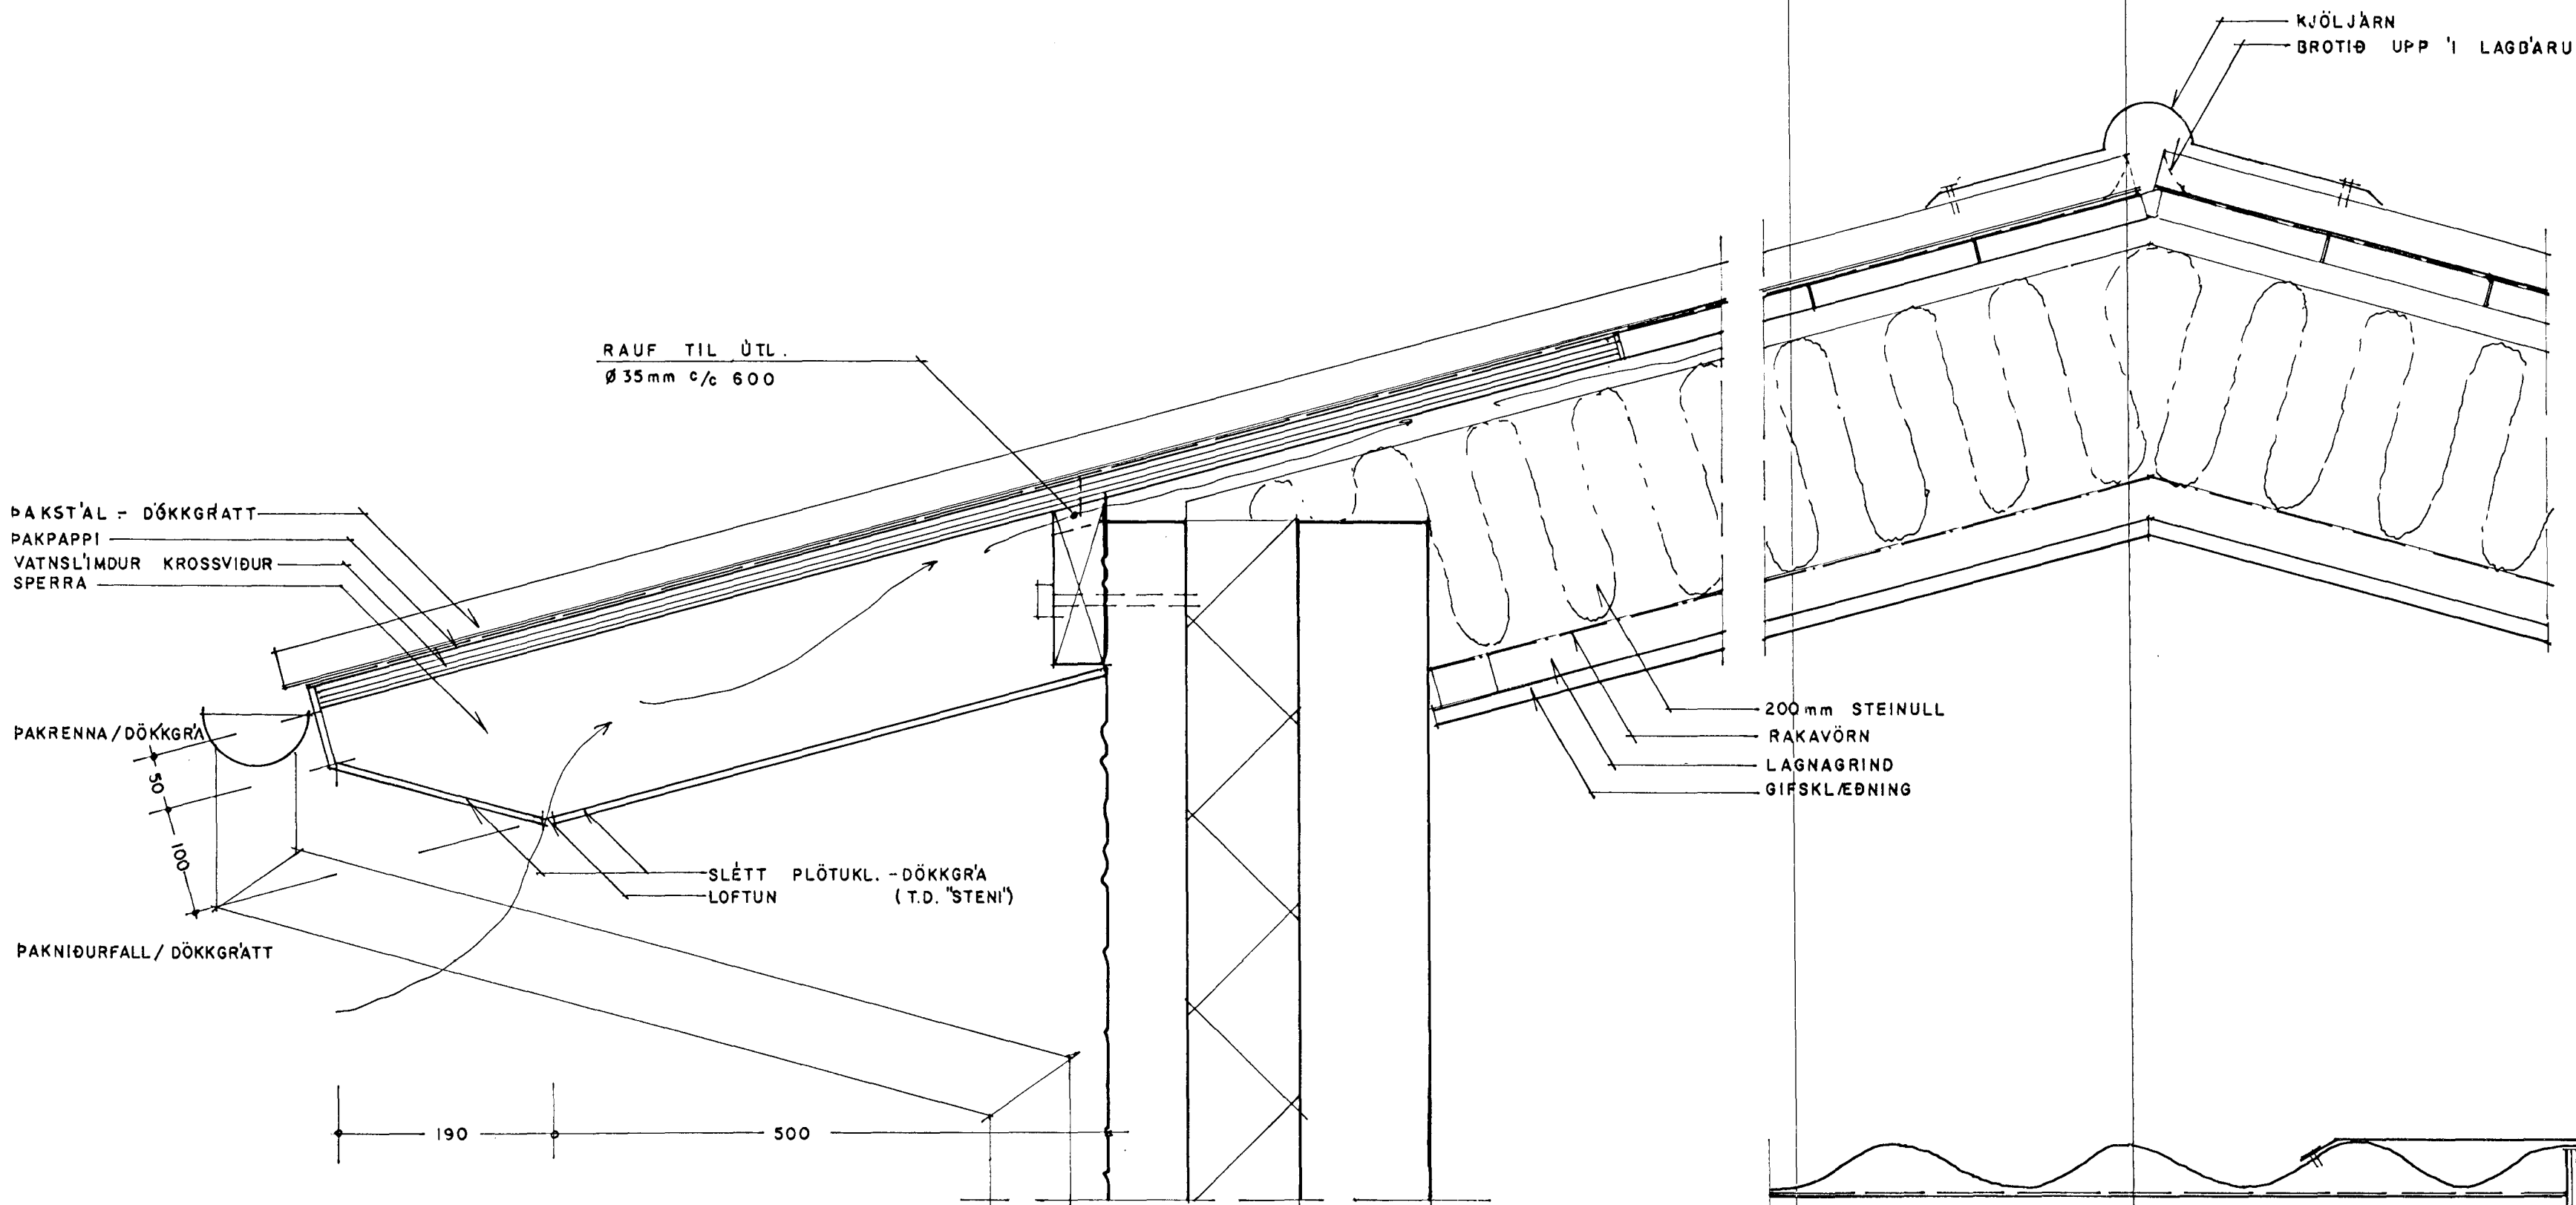 KJÖLJÁRN
BROTIÐ UPP Í LAGBÁRU
RAUF TIL ÚTL.
Ø 35mm c/c 600
ÞAKSTÁL - DÖKKGRÁTT
ÞAKPAPPI
VATNSLÍMDUR KROSSVIÐUR
SPERRA
ÞAKRENNA/DÖKKGRÁ
50
100
ÞAKNIÐURFALL/DÖKKGRÁTT
SLÉTT PLÖTUKL. - DÖKKGRÁ
LOFTUN (T.D. "STENI")
200mm STEINULL
RAKAVÖRN
LAGNAGRIND
GIFSKLÆÐNING
190
500